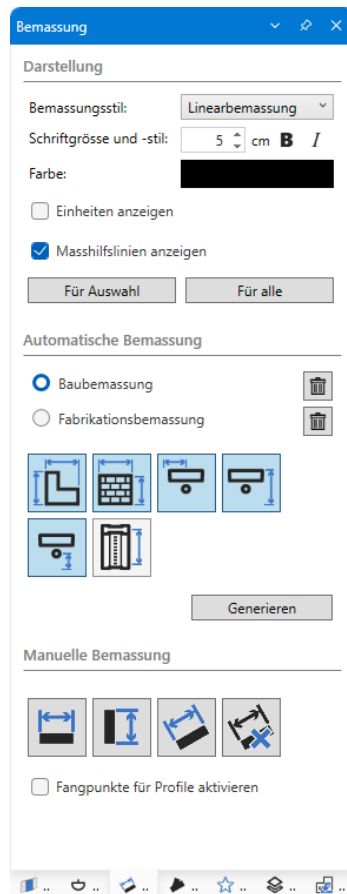 Bemassung
Darstellung
Bemassungsstil: Linearbemassung
Schriftgrösse und -stil: 5 cm B I
Farbe:
Einheiten anzeigen
Masshilfslinien anzeigen
Für Auswahl Für alle
Automatische Bemassung
Baubemassung
Fabrikationsbemassung
Generieren
Manuelle Bemassung
Fangpunkte für Profile aktivieren
.. .. .. .. .. .. ..